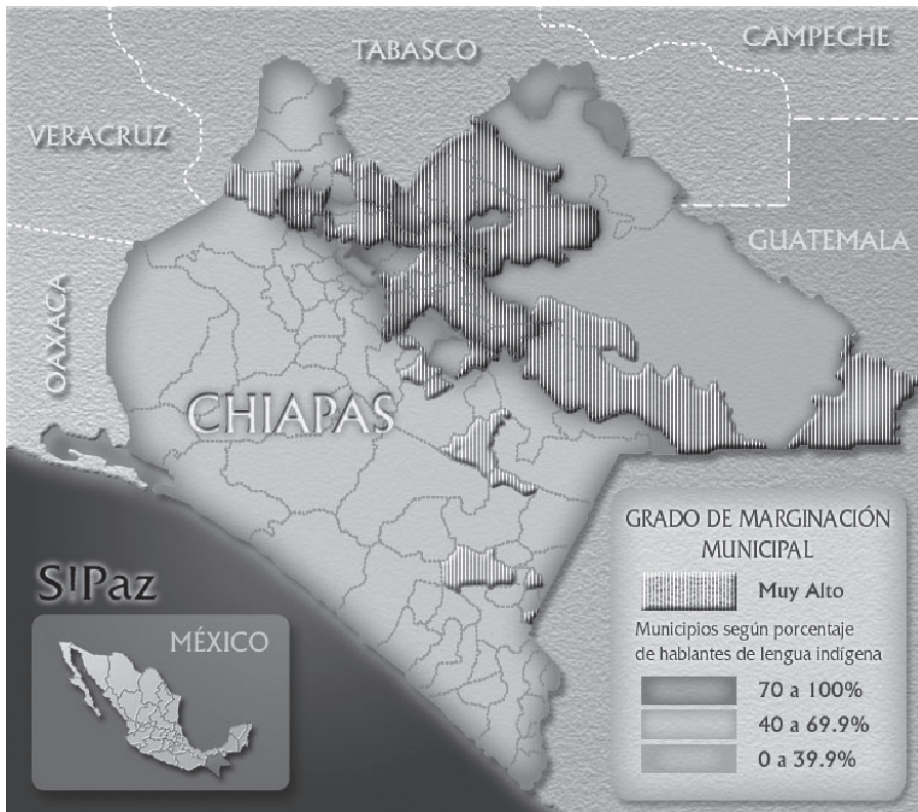 TABASCO
CAMPECHE
VERACRUZ
GUATEMALA
OAXACA
CHIAPAS
GRADO DE MARGINACIÓN
MUNICIPAL
Muy Alto
Municipios según porcentaje
de hablantes de lengua indígena
70 a 100%
40 a 69.9%
0 a 39.9%
S!Paz
MÉXICO